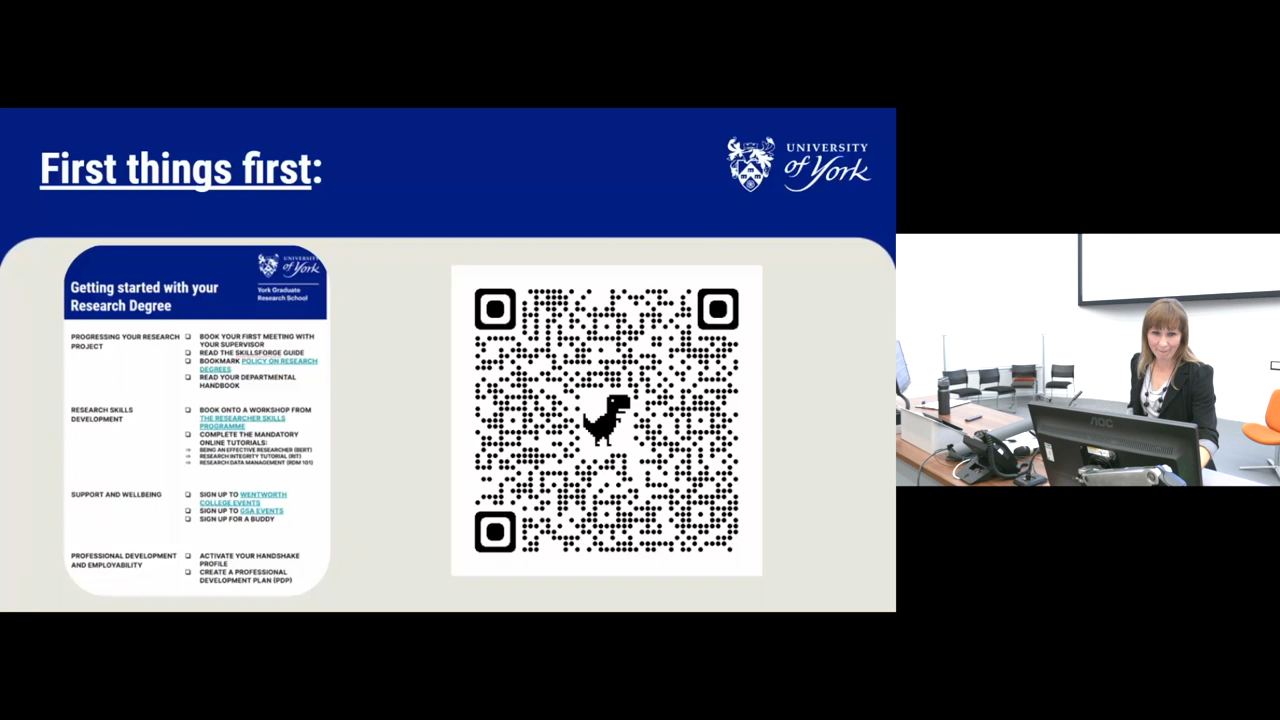 First things first:
UNIVERSITY
of York
UNIVERSITY
of York
York Graduate
Research School
Getting started with your
Research Degree
PROGRESSING YOUR RESEARCH
PROJECT
❑ BOOK YOUR FIRST MEETING WITH
YOUR SUPERVISOR
❑ READ THE SKILLSFORGE GUIDE
❑ BOOKMARK POLICY ON RESEARCH
DEGREES
❑ READ YOUR DEPARTMENTAL
HANDBOOK
RESEARCH SKILLS
DEVELOPMENT
❑ BOOK ONTO A WORKSHOP FROM
THE RESEARCHER SKILLS
PROGRAMME
❑ COMPLETE THE MANDATORY
ONLINE TUTORIALS:
⇒ BEING AN EFFECTIVE RESEARCHER (BERT)
⇒ RESEARCH INTEGRITY TUTORIAL (RIT)
⇒ RESEARCH DATA MANAGEMENT (RDM 101)
SUPPORT AND WELLBEING
❑ SIGN UP TO WENTWORTH
COLLEGE EVENTS
❑ SIGN UP TO GSA EVENTS
❑ SIGN UP FOR A BUDDY
PROFESSIONAL DEVELOPMENT
AND EMPLOYABILITY
❑ ACTIVATE YOUR HANDSHAKE
PROFILE
❑ CREATE A PROFESSIONAL
DEVELOPMENT PLAN (PDP)
AOC